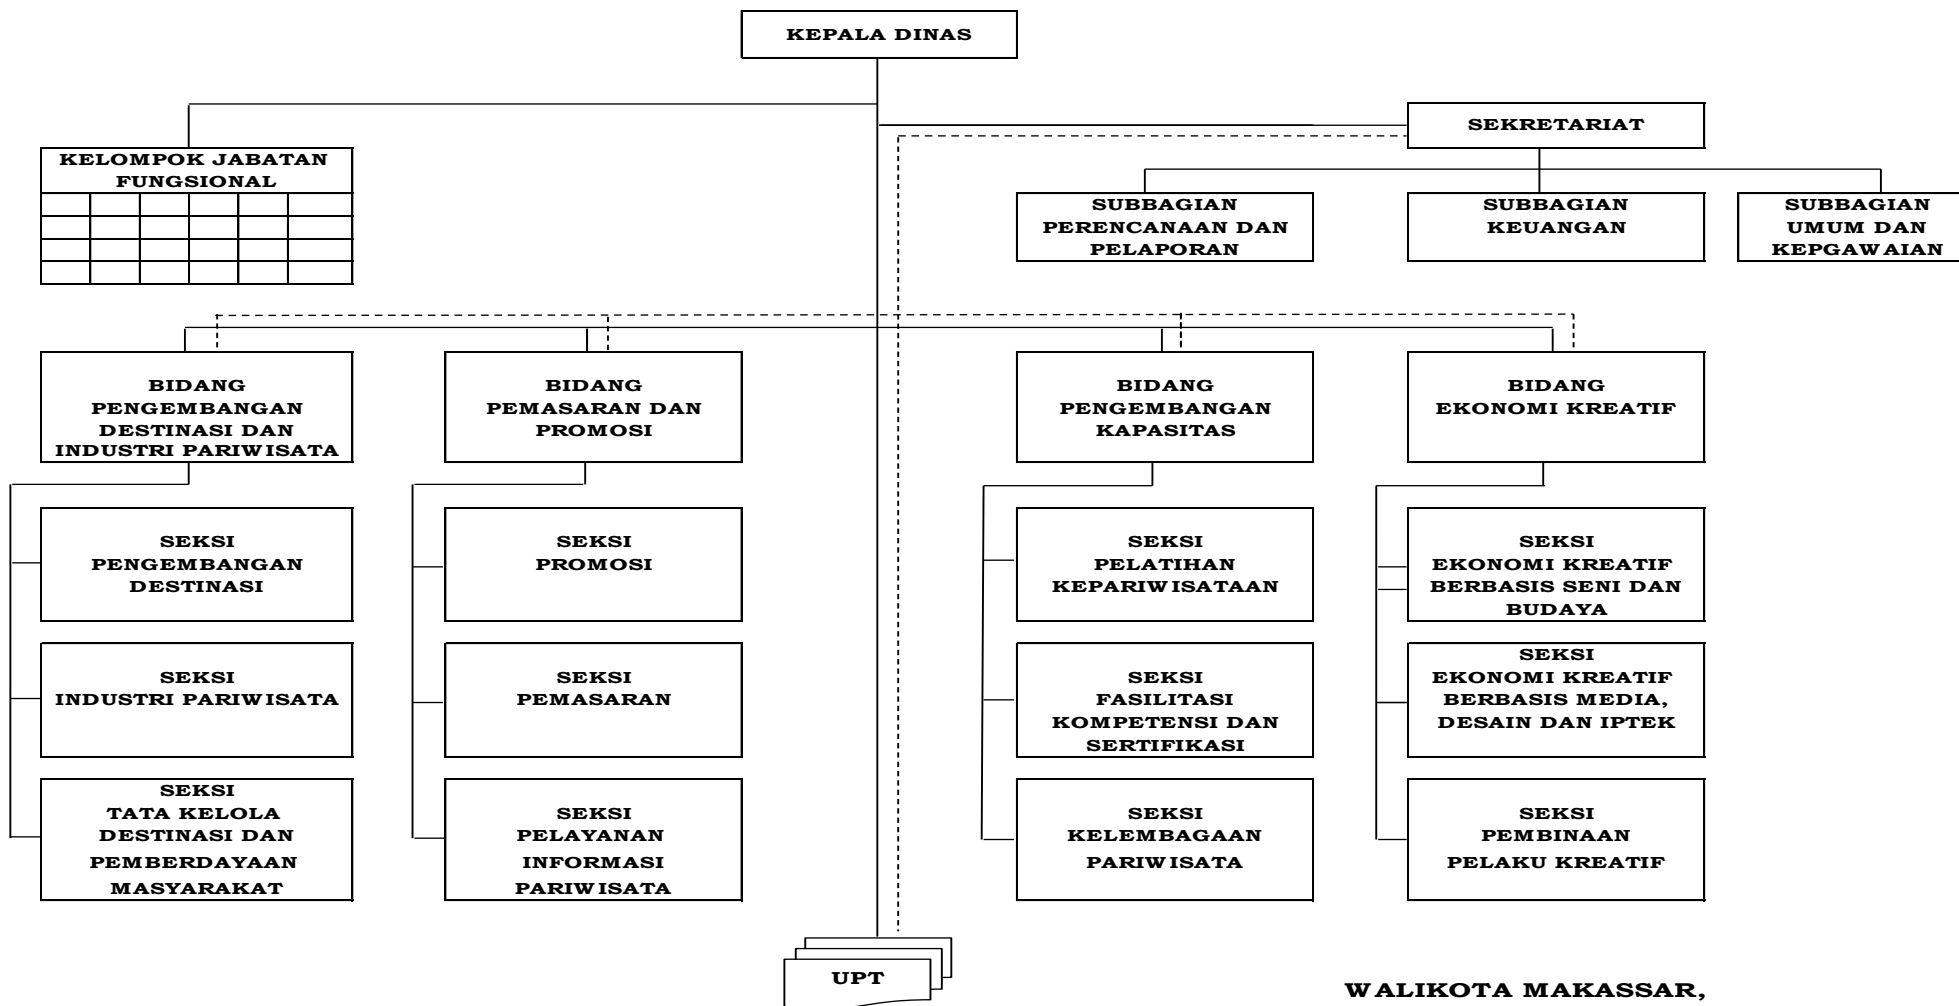 KEPALA DINAS
SEKRETARIAT
KELOMPOK JABATAN
FUNGSIONAL
SUBBAGIAN
PERENCANAAN DAN
PELAPORAN
SUBBAGIAN
KEUANGAN
SUBBAGIAN
UMUM DAN
KEPGAWAIAN
BIDANG
PENGEMBANGAN
DESTINASI DAN
INDUSTRI PARIWISATA
BIDANG
PEMASARAN DAN
PROMOSI
BIDANG
PENGEMBANGAN
KAPASITAS
BIDANG
EKONOMI KREATIF
SEKSI
PENGEMBANGAN
DESTINASI
SEKSI
PROMOSI
SEKSI
PELATIHAN
KEPARIWISATAAN
SEKSI
EKONOMI KREATIF
BERBASIS SENI DAN
BUDAYA
SEKSI
INDUSTRI PARIWISATA
SEKSI
PEMASARAN
SEKSI
FASILITASI
KOMPETENSI DAN
SERTIFIKASI
SEKSI
EKONOMI KREATIF
BERBASIS MEDIA,
DESAIN DAN IPTEK
SEKSI
TATA KELOLA
DESTINASI DAN
PEMBERDAYAAN
MASYARAKAT
SEKSI
PELAYANAN
INFORMASI
PARIWISATA
SEKSI
KELEMBAGAAN
PARIWISATA
SEKSI
PEMBINAAN
PELAKU KREATIF
UPT
WALIKOTA MAKASSAR,